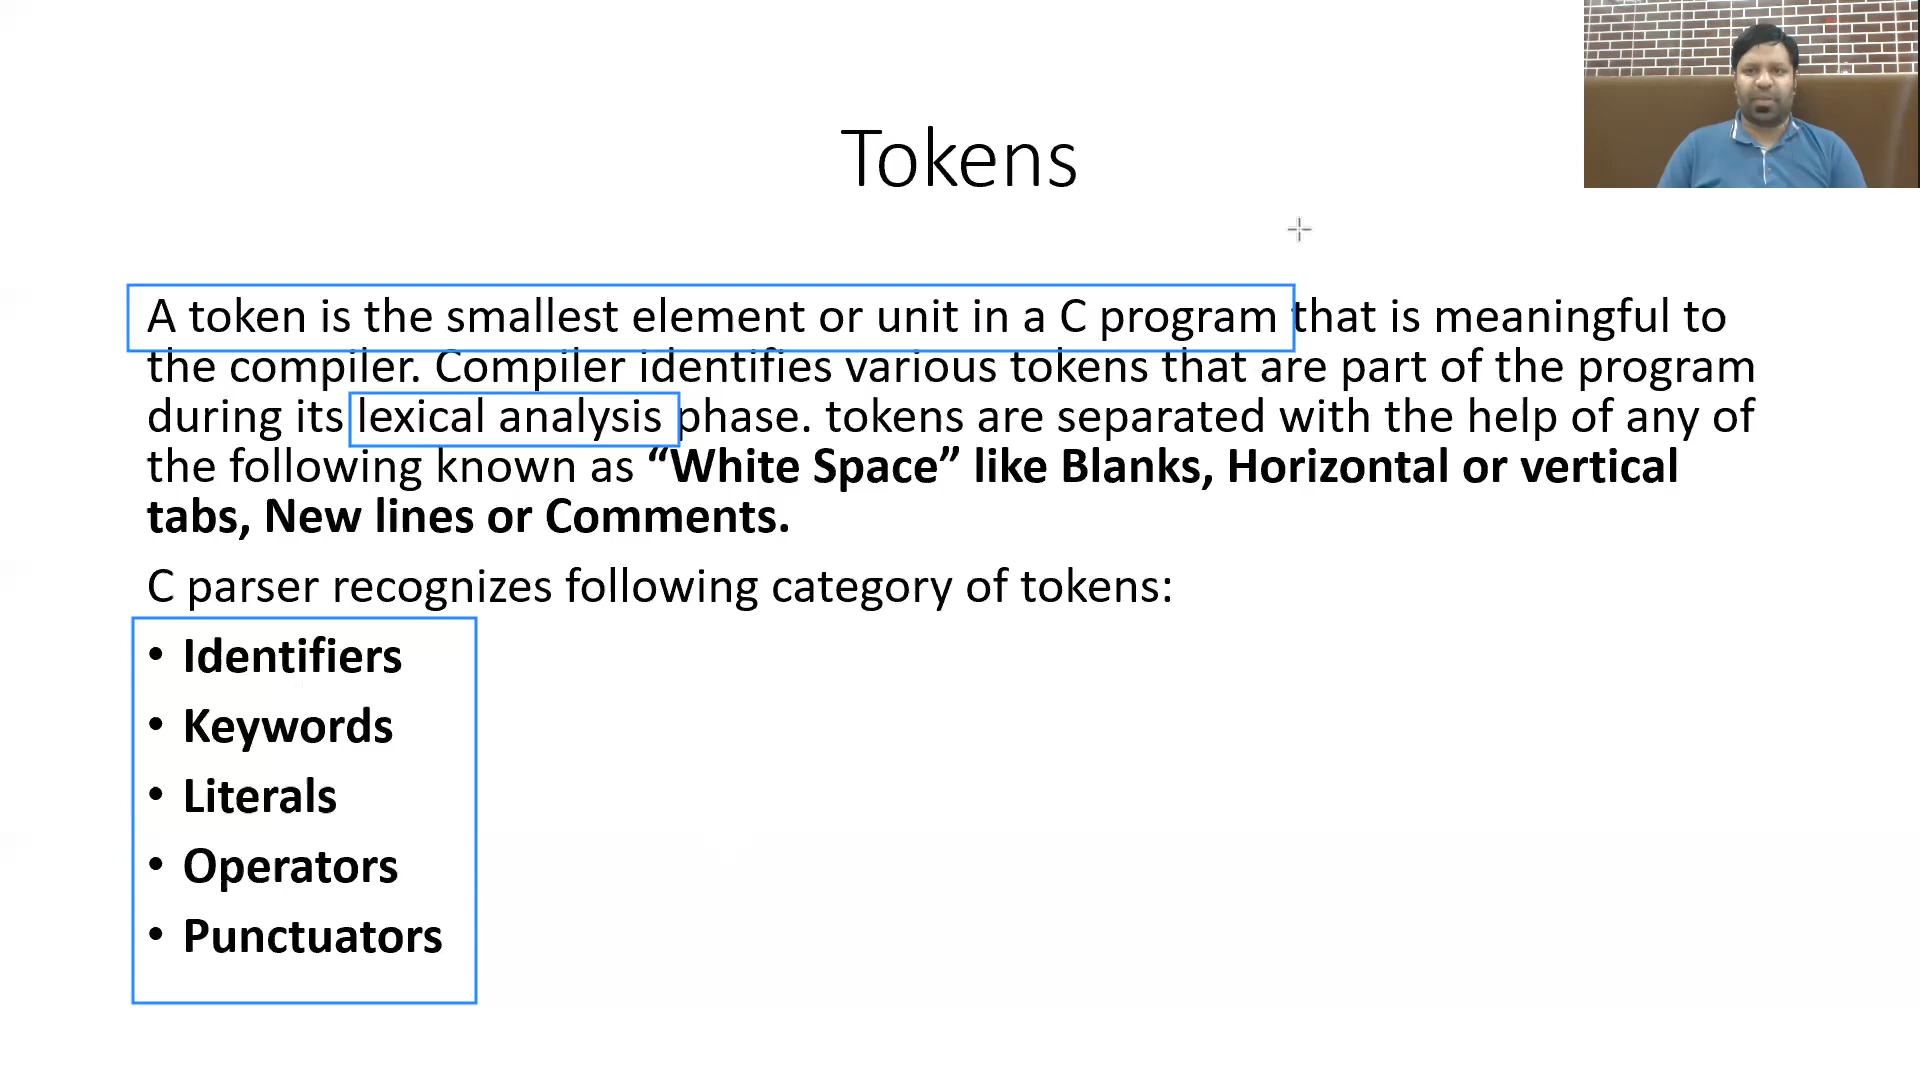 Tokens
A token is the smallest element or unit in a C program that is meaningful to
the compiler. Compiler identifies various tokens that are part of the program
during its lexical analysis phase. tokens are separated with the help of any of
the following known as “White Space” like Blanks, Horizontal or vertical
tabs, New lines or Comments.
C parser recognizes following category of tokens:
• Identifiers
• Keywords
• Literals
• Operators
• Punctuators